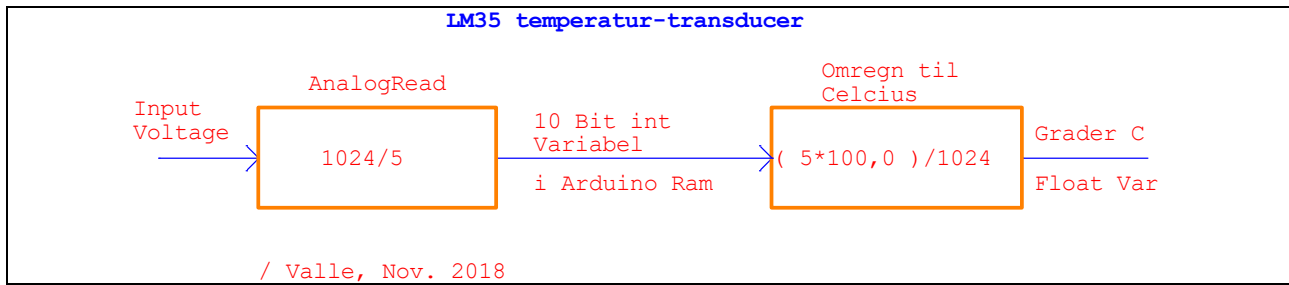 LM35 temperatur-transducer
AnalogRead
Omregn til
Celcius
Input
Voltage
1024/5
10 Bit int
Variabel
i Arduino Ram
( 5*100,0 )/1024
Grader C
Float Var
/ Valle, Nov. 2018